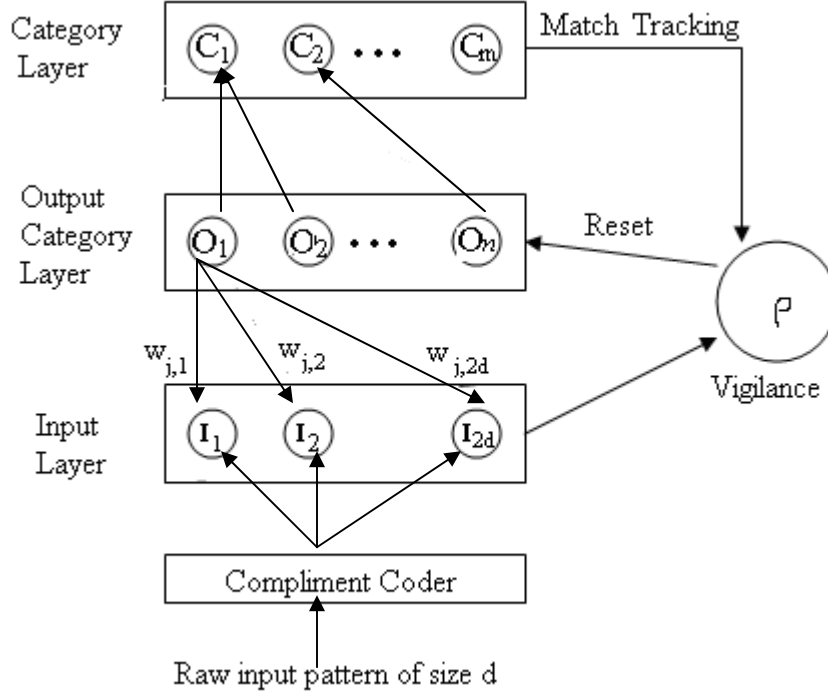 Category
Layer
C1 C2 ••• Cm
Match Tracking
Output
Category
Layer
O1 O2 ••• On
Reset
ρ
Vigilance
wj,1 wj,2 wj,2d
Input
Layer
I1 I2 I2d
Compliment Coder
Raw input pattern of size d